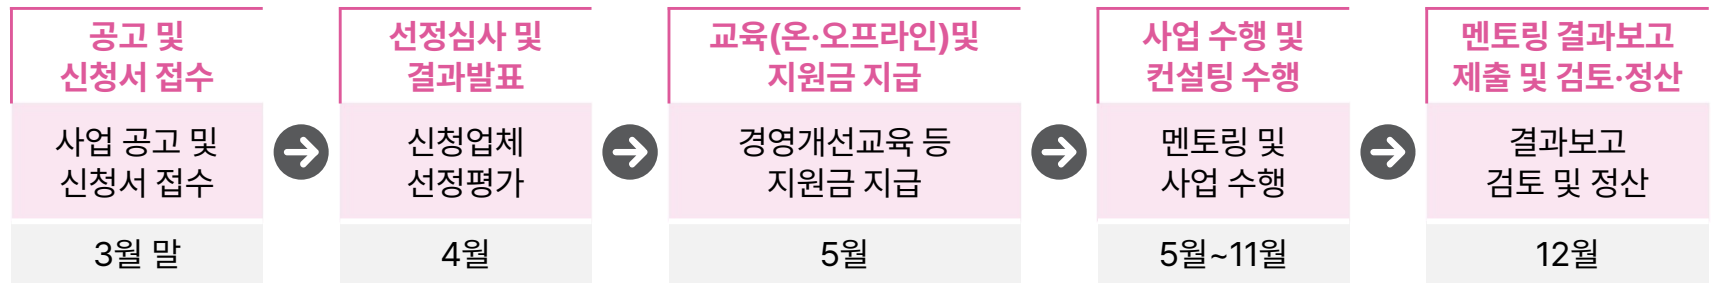 공고 및
신청서 접수
사업 공고 및
신청서 접수
3월 말
선정심사 및
결과발표
신청업체
선정평가
4월
교육(온·오프라인)및
지원금 지급
경영개선교육 등
지원금 지급
5월
사업 수행 및
컨설팅 수행
멘토링 및
사업 수행
5월~11월
멘토링 결과보고
제출 및 검토·정산
결과보고
검토 및 정산
12월